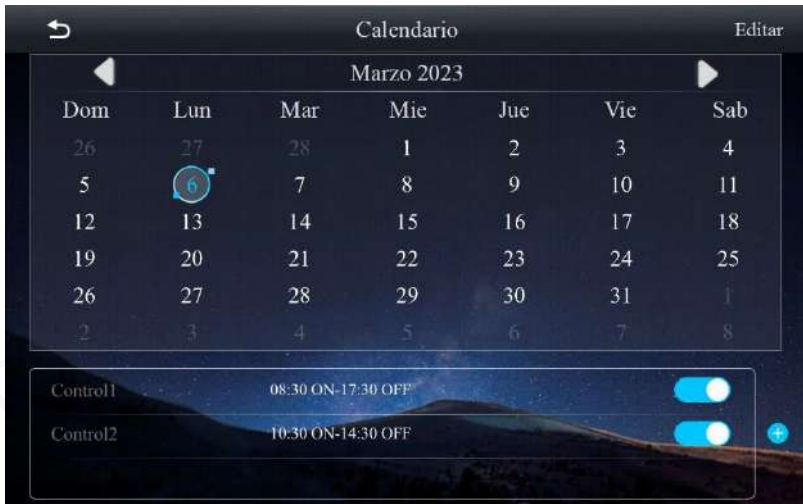 Calendario Editar
Marzo 2023
Dom Lun Mar Mie Jue Vie Sab
26 27 28 1 2 3 4
5 6 7 8 9 10 11
12 13 14 15 16 17 18
19 20 21 22 23 24 25
26 27 28 29 30 31 1
2 3 4 5 6 7 8
Control1 08:30 ON-17:30 OFF
Control2 10:30 ON-14:30 OFF